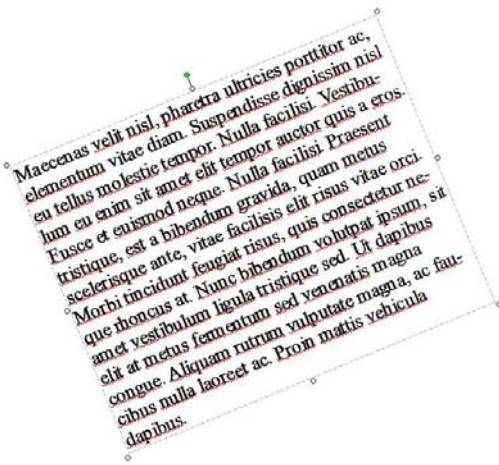 Maecenas velit nisl, pharetra ultricies porttitor ac,
elementum vitae diam. Suspendisse dignissim nisl
eu tellus molestie tempor. Nulla facilisi. Vestibu-
lum eu enim sit amet elit tempor auctor quis a eros.
Fusce et euismod neque. Nulla facilisi. Praesent
tristique, est a bibendum gravida, quam metus
scelerisque ante, vitae facilisis elit risus vitae orci.
Morbi tincidunt feugiat risus, quis consectetur ne-
que rhoncus at. Nunc bibendum volutpat ipsum, sit
amet vestibulum ligula tristique sed. Ut dapibus
elit at metus fermentum sed venenatis magna
congue. Aliquam rutrum vulputate magna, ac fau-
cibus nulla laoreet ac. Proin mattis vehicula
dapibus.